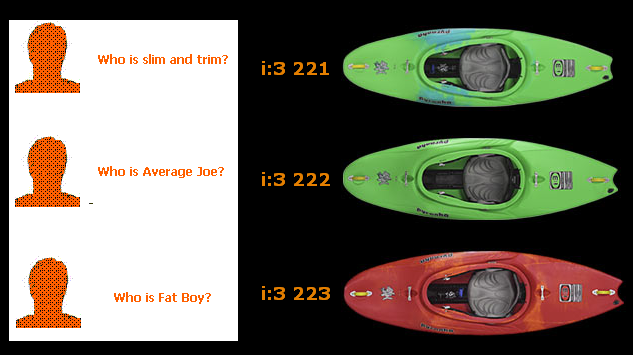 Who is slim and trim?
i:3 221
Pyranha
Pyranha
Who is Average Joe?
i:3 222
Pyranha
Pyranha
Who is Fat Boy?
i:3 223
Pyranha
Pyranha